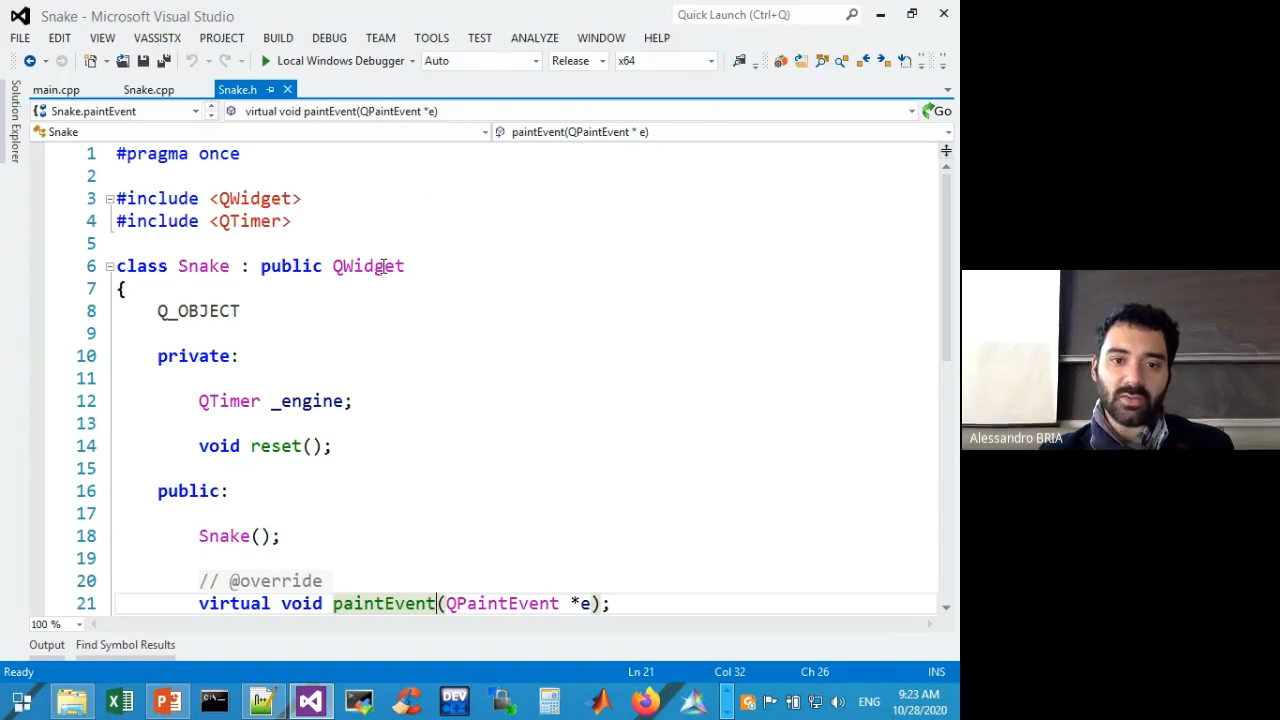 Snake - Microsoft Visual Studio
Quick Launch (Ctrl+Q)
FILE EDIT VIEW VASSISTX PROJECT BUILD DEBUG TEAM TOOLS TEST ANALYZE WINDOW HELP
Local Windows Debugger Auto Release x64
Solution Explorer
main.cpp Snake.cpp Snake.h
Snake.paintEvent virtual void paintEvent(QPaintEvent *e) Go
Snake paintEvent(QPaintEvent * e)
1 #pragma once
2
3 #include <QWidget>
4 #include <QTimer>
5
6 class Snake : public QWidget
7 {
8 Q_OBJECT
9
10 private:
11
12 QTimer _engine;
13
14 void reset();
15
16 public:
17
18 Snake();
19
20 // @override
21 virtual void paintEvent(QPaintEvent *e);
100 %
Output Find Symbol Results
Ready Ln 21 Col 32 Ch 26 INS
DEV
ENG
9:23 AM
10/28/2020
Alessandro BRIA